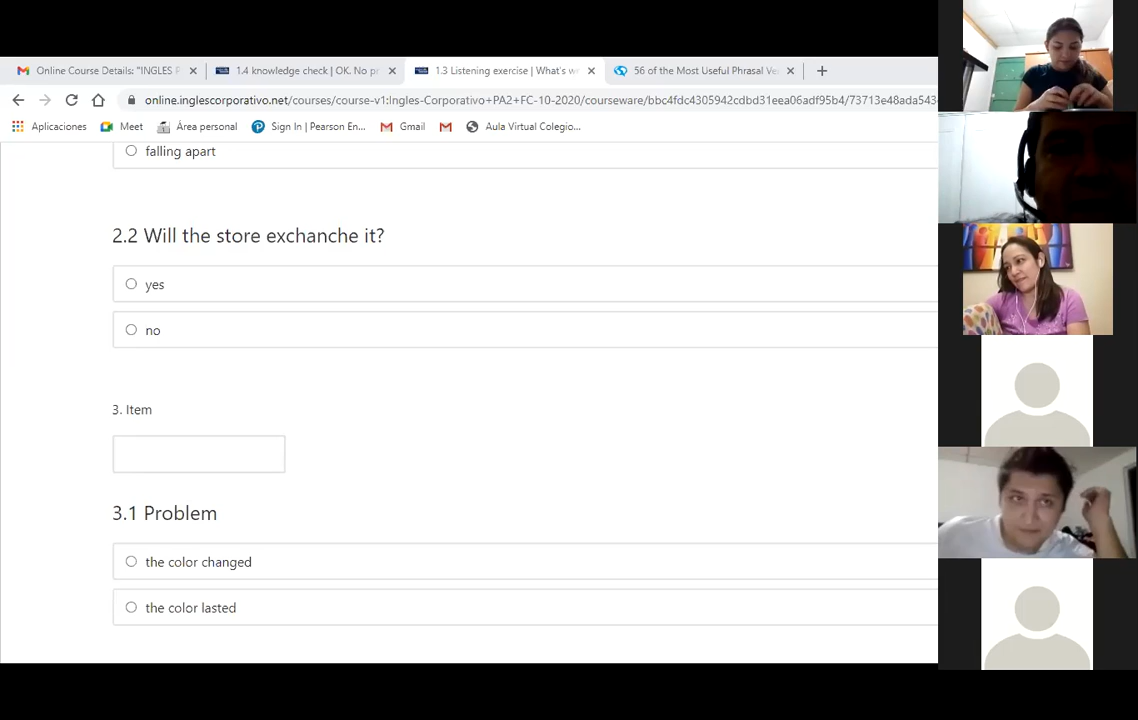 Online Course Details: "INGLES P
1.4 knowledge check | OK. No pr
1.3 Listening exercise | What's w
56 of the Most Useful Phrasal Ve
online.inglescorporativo.net/courses/course-v1:Ingles-Corporativo+PA2+FC-10-2020/courseware/bbc4fdc4305942cdbd31eea06adf95b4/73713e48ada543
Aplicaciones Meet Área personal Sign In | Pearson En... Gmail Aula Virtual Colegio...
falling apart
2.2 Will the store exchanche it?
yes
no
3. Item
3.1 Problem
the color changed
the color lasted